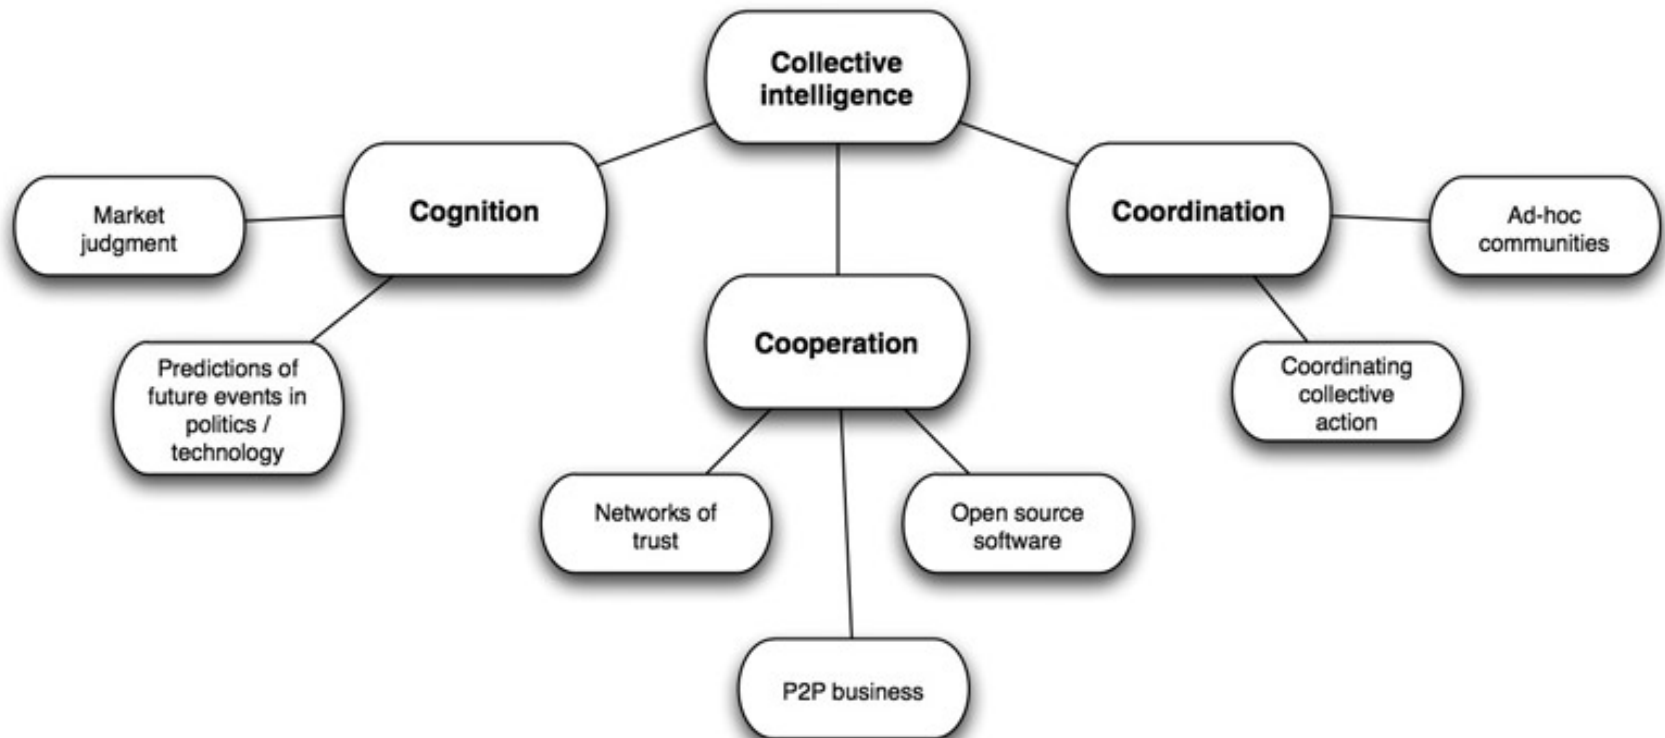 Collective
intelligence
Cognition
Coordination
Market
judgment
Ad-hoc
communities
Cooperation
Predictions of
future events in
politics /
technology
Coordinating
collective
action
Networks of
trust
Open source
software
P2P business